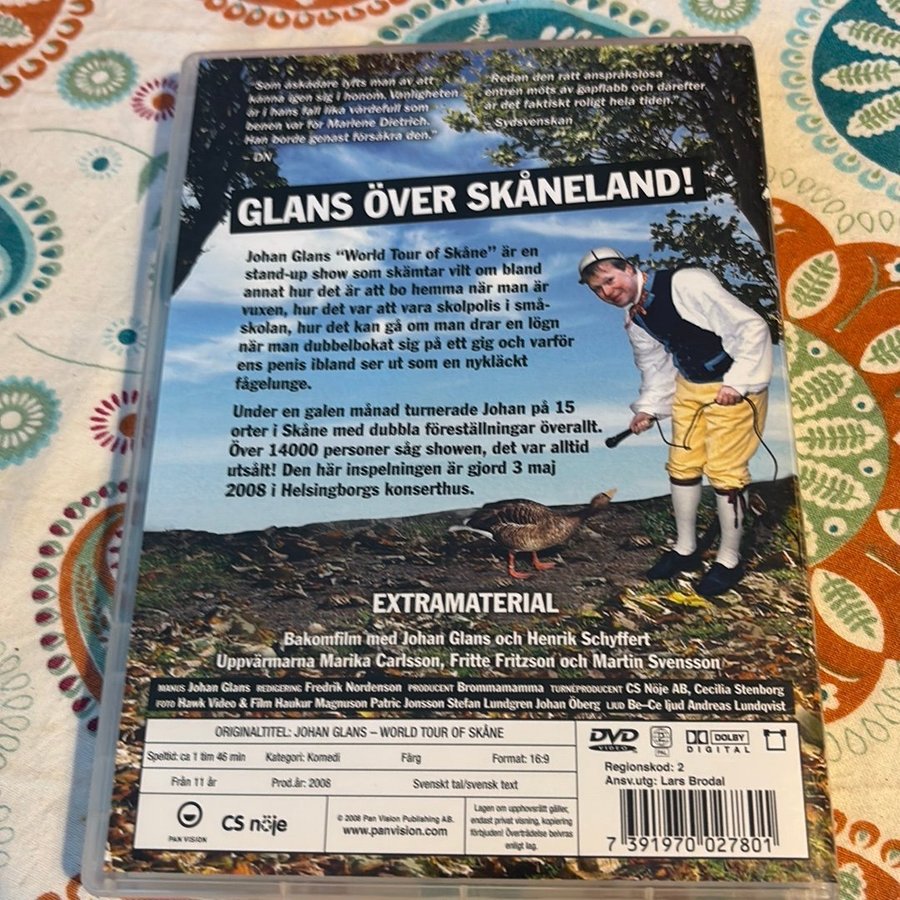 "Som åskådare lyfts man av att
känna igen sig i honom. Vanligheten
är i hans fall lika värdefull som
benen var för Marlene Dietrich.
Han borde genast försäkra den."
- DN
"Redan den rätt anspråkslösa
entrén möts av gapflabb och därefter
är det faktiskt roligt hela tiden."
- Sydsvenskan
GLANS ÖVER SKÅNELAND!
Johan Glans "World Tour of Skåne" är en
stand-up show som skämtar vilt om bland
annat hur det är att bo hemma när man är
vuxen, hur det var att vara skolpolis i små-
skolan, hur det kan gå om man drar en lögn
när man dubbelbokat sig på ett gig och varför
ens penis ibland ser ut som en nykläckt
fågelunge.
Under en galen månad turnerade Johan på 15
orter i Skåne med dubbla föreställningar överallt.
Över 14000 personer såg showen, det var alltid
utsålt! Den här inspelningen är gjord 3 maj
2008 i Helsingborgs konserthus.
EXTRAMATERIAL
Bakomfilm med Johan Glans och Henrik Schyffert
Uppvärmarna Marika Carlsson, Fritte Fritzson och Martin Svensson
MANUS Johan Glans REDIGERING Fredrik Nordenson PRODUCENT Brommamamma TURNÉPRODUCENT CS Nöje AB, Cecilia Stenborg
FOTO Hawk Video & Film Haukur Magnuson Patric Jonsson Stefan Lundgren Johan Öberg LJUD Be-Ce ljud Andreas Lundqvist
ORIGINALTITEL: JOHAN GLANS – WORLD TOUR OF SKÅNE
Speltid: ca 1 tim 46 min Kategori: Komedi Färg Format: 16:9
Från 11 år Prod.år: 2008 Svenskt tal/svensk text
PAN VISION
CS nöje
© 2008 Pan Vision Publishing AB.
www.panvision.com
Lagen om upphovsrätt gäller,
endast privat visning, kopiering
förbjuden! Överträdelse beivras
enligt lag.
DVD VIDEO
2
PAL
DOLBY DIGITAL
Regionskod: 2
Ansv.utg: Lars Brodal
7 391970 027801